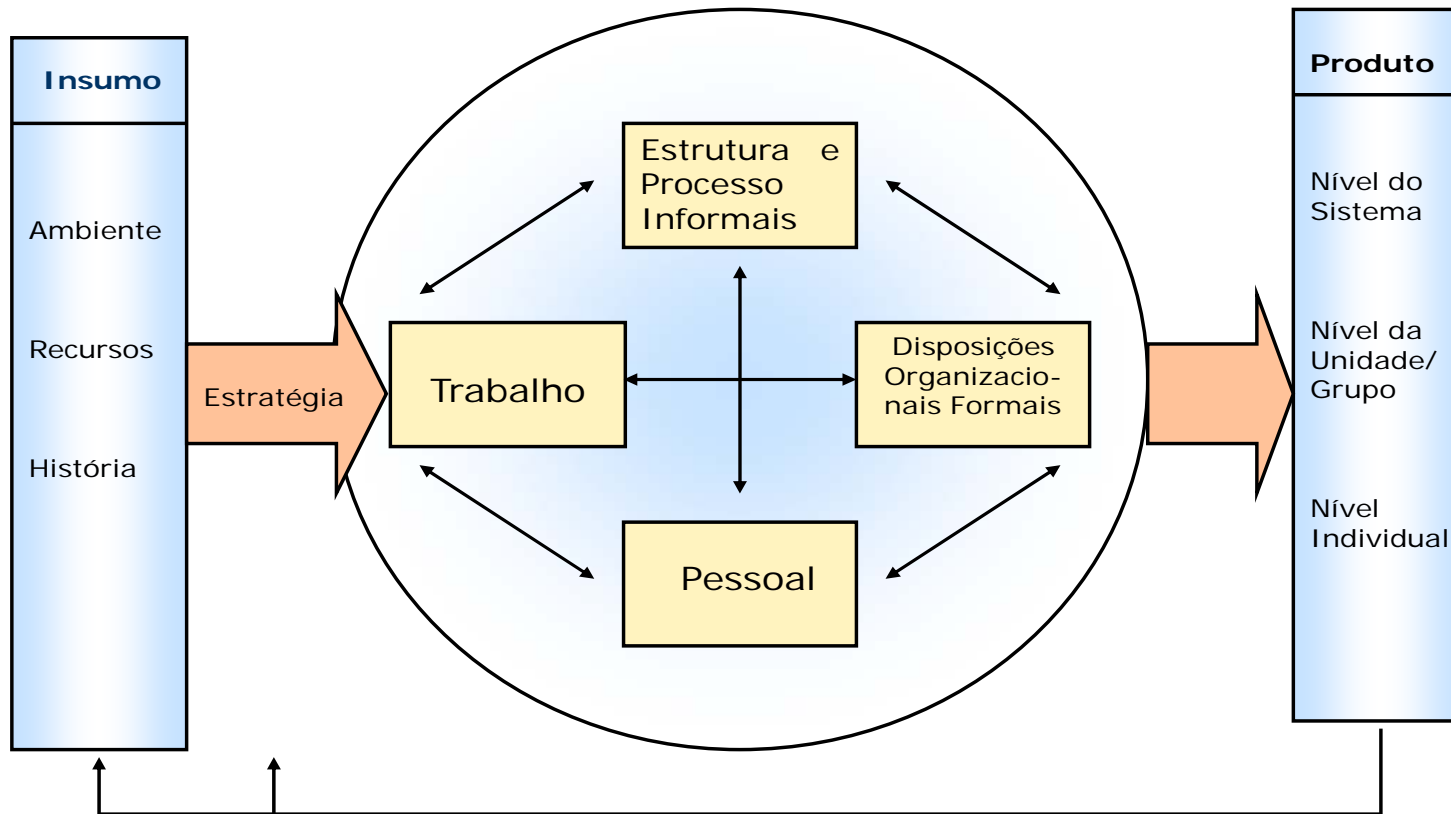 Insumo
Ambiente
Recursos
História
Estratégia
Estrutura e
Processo
Informais
Trabalho
Disposições
Organizacio-
nais Formais
Pessoal
Produto
Nível do
Sistema
Nível da
Unidade/
Grupo
Nível
Individual